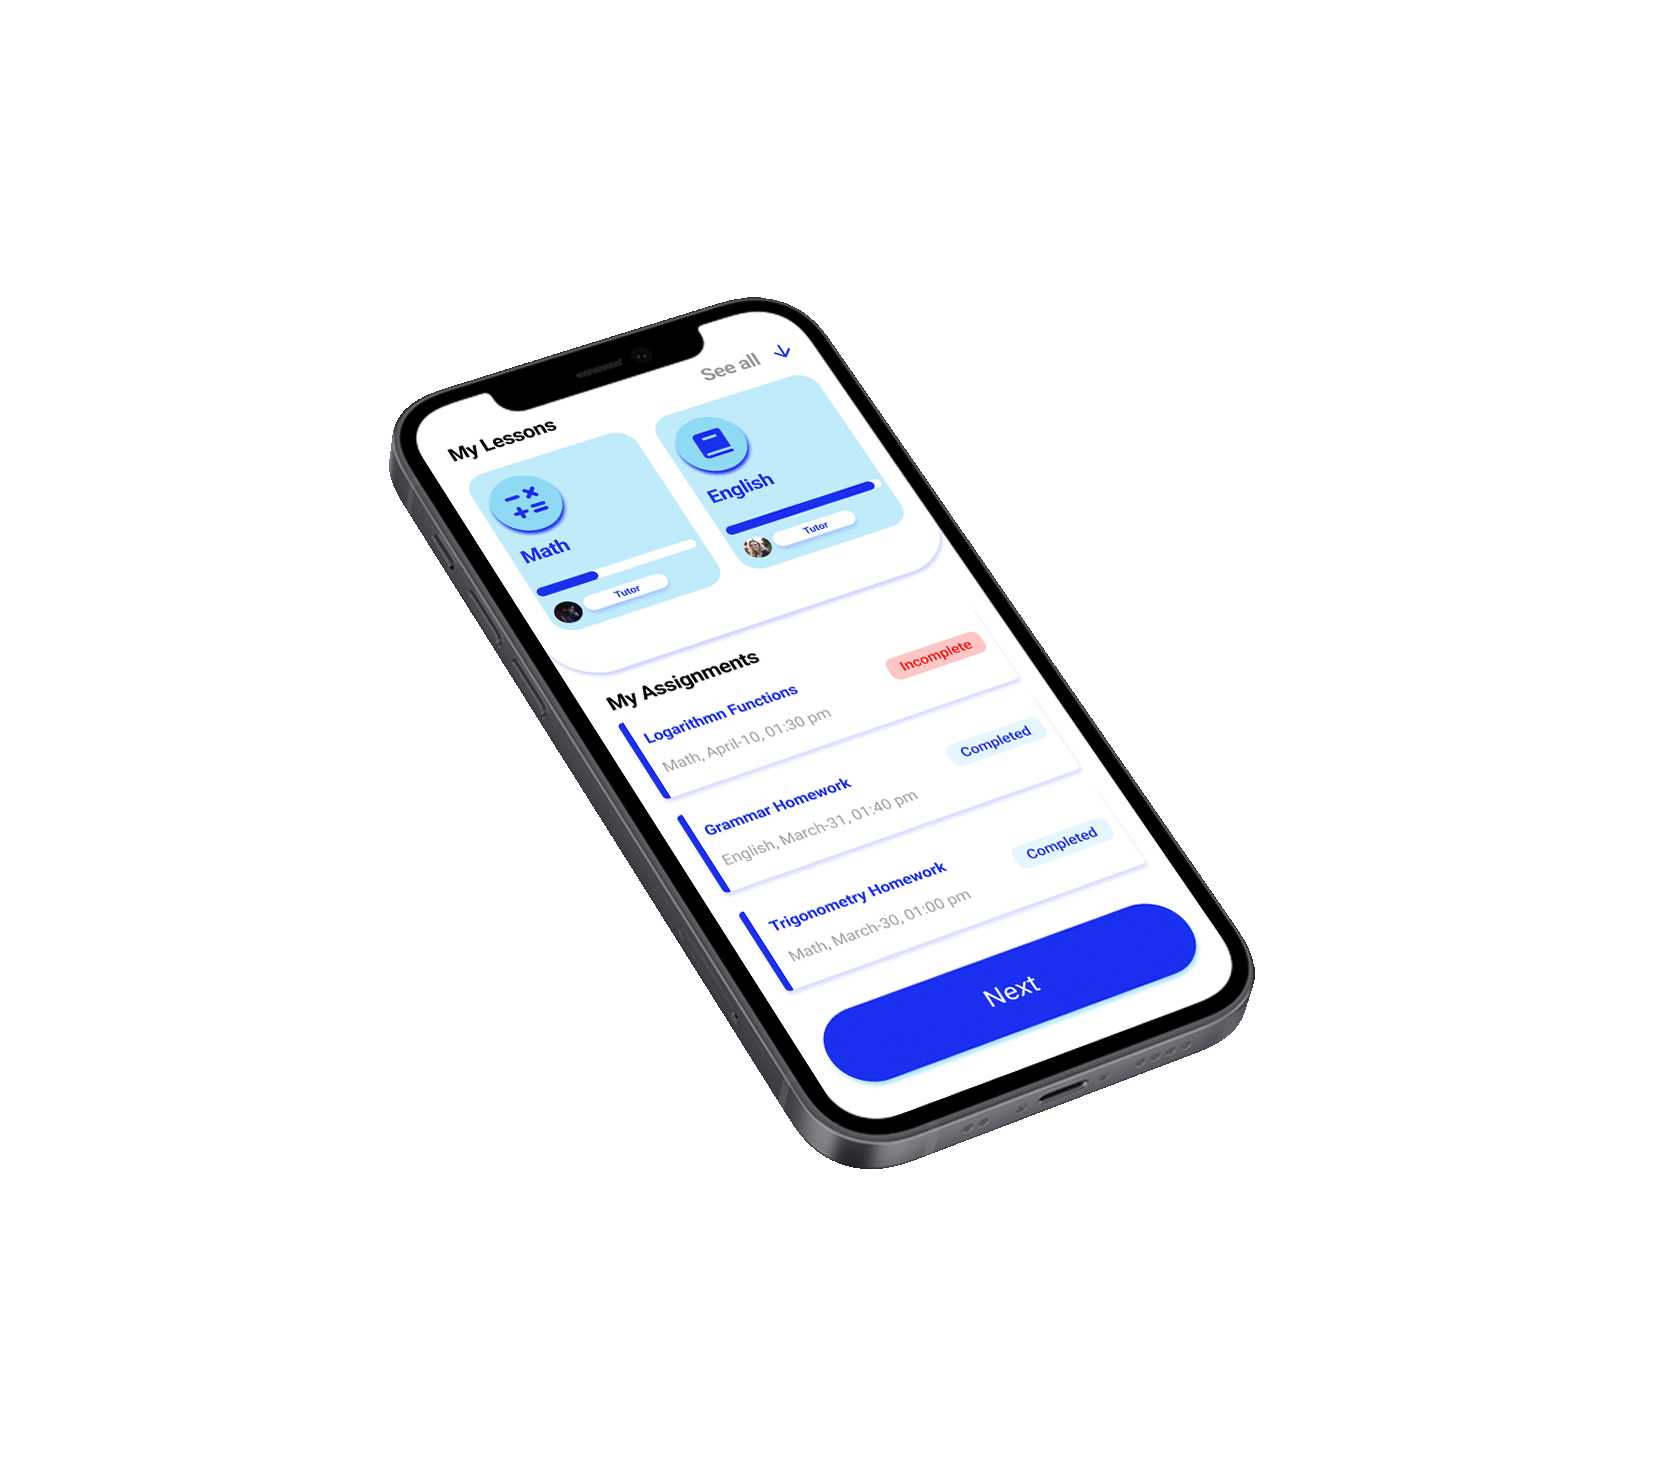 See all
My Lessons
Math
Tutor
English
Tutor
My Assignments
Logarithmn Functions
Math, April-10, 01:30 pm
Incomplete
Grammar Homework
English, March-31, 01:40 pm
Completed
Trigonometry Homework
Math, March-30, 01:00 pm
Completed
Next